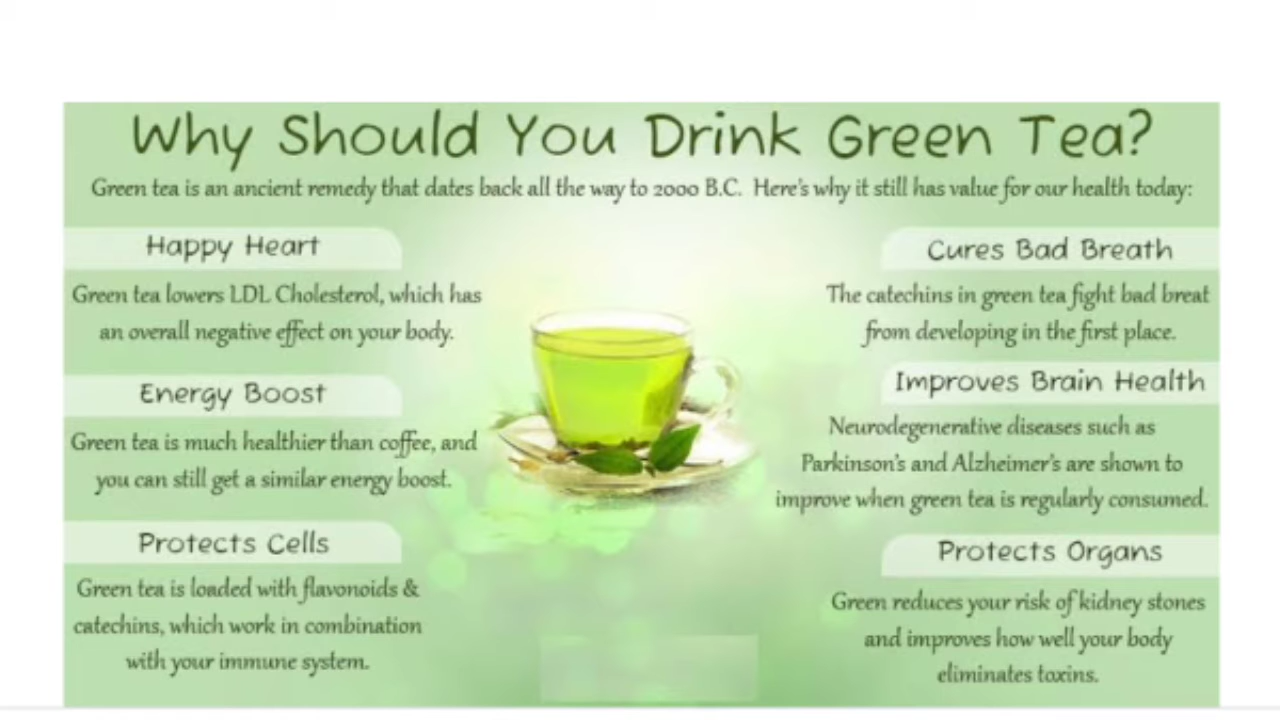 Why Should You Drink Green Tea?
Green tea is an ancient remedy that dates back all the way to 2000 B.C. Here's why it still has value for our health today:
Happy Heart
Green tea lowers LDL Cholesterol, which has
an overall negative effect on your body.
Energy Boost
Green tea is much healthier than coffee, and
you can still get a similar energy boost.
Protects Cells
Green tea is loaded with flavonoids &
catechins, which work in combination
with your immune system.
Cures Bad Breath
The catechins in green tea fight bad breat
from developing in the first place.
Improves Brain Health
Neurodegenerative diseases such as
Parkinson's and Alzheimer's are shown to
improve when green tea is regularly consumed.
Protects Organs
Green reduces your risk of kidney stones
and improves how well your body
eliminates toxins.